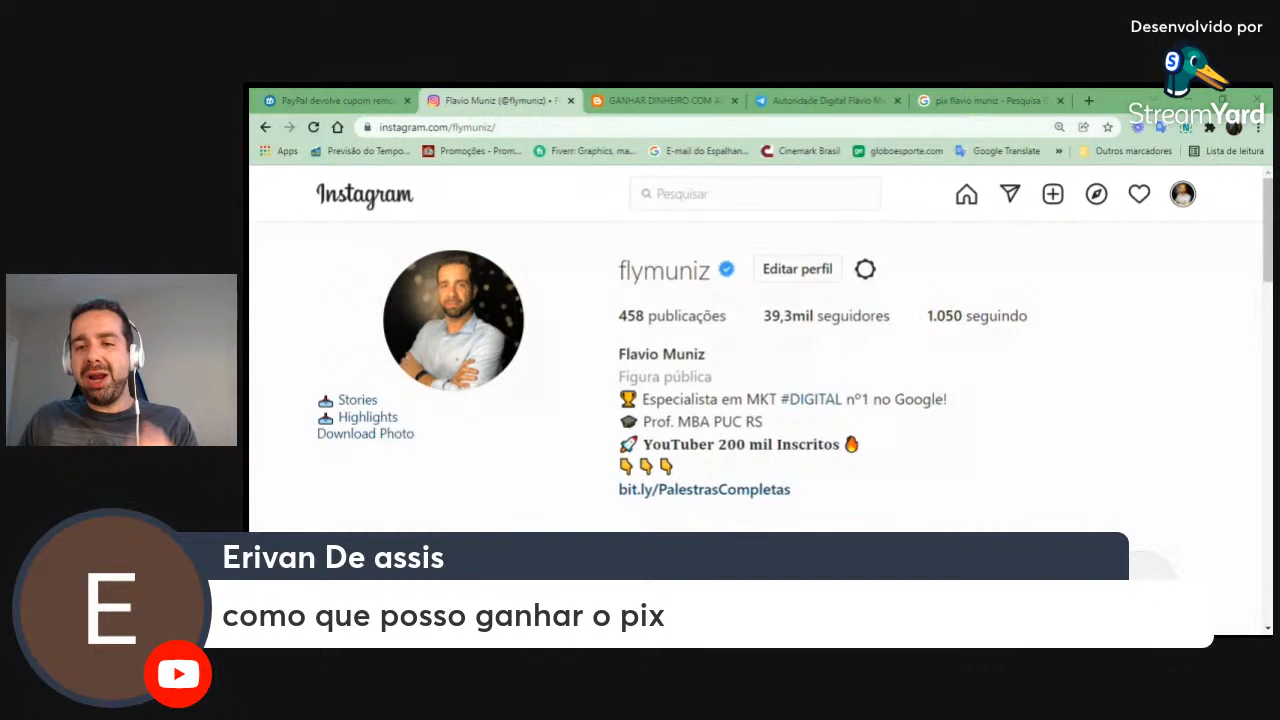 Desenvolvido por
StreamYard
PayPal devolve cupom remo
Flavio Muniz (@flymuniz) • F
GANHAR DINHEIRO COM A
Autoridade Digital Flavio M
pix flavio muniz - Pesquisa G
instagram.com/flymuniz/
Apps
Previsão do Tempo...
Promoções - Prom...
Fiverr: Graphics, ma...
E-mail do Espalhan...
Cinemark Brasil
globoesporte.com
Google Translate
»
Outros marcadores
Lista de leitura
Instagram
Pesquisar
flymuniz
Editar perfil
458 publicações
39,3mil seguidores
1.050 seguindo
Flavio Muniz
Figura pública
🏆 Especialista em MKT #DIGITAL nº1 no Google!
🎓 Prof. MBA PUC RS
🚀 YouTuber 200 mil Inscritos 🔥
👇👇👇
bit.ly/PalestrasCompletas
Stories
Highlights
Download Photo
E
Erivan De assis
como que posso ganhar o pix